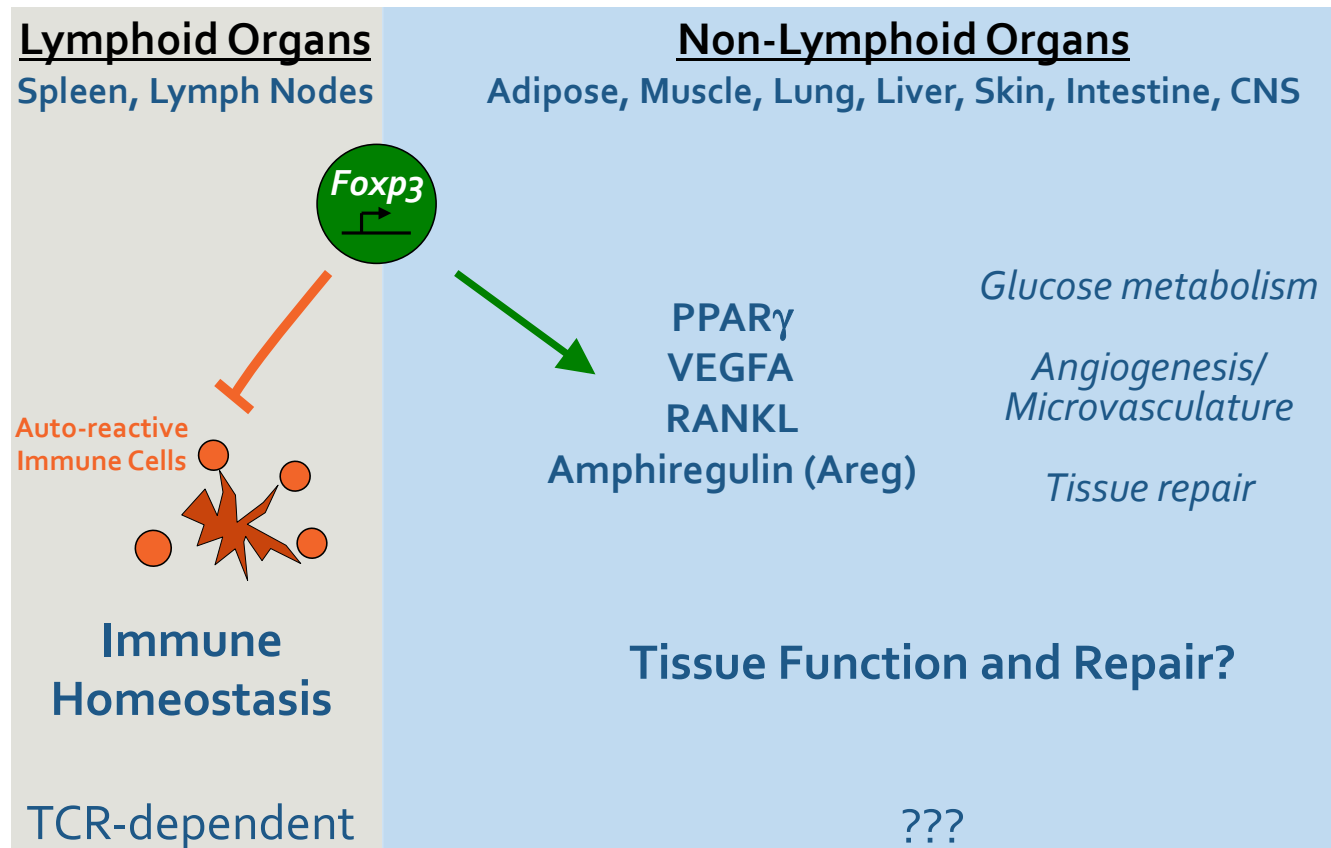 Lymphoid Organs
Spleen, Lymph Nodes
Non-Lymphoid Organs
Adipose, Muscle, Lung, Liver, Skin, Intestine, CNS
Foxp3
Auto-reactive
Immune Cells
PPARγ
VEGFA
RANKL
Amphiregulin (Areg)
Glucose metabolism
Angiogenesis/
Microvasculature
Tissue repair
Immune
Homeostasis
Tissue Function and Repair?
TCR-dependent
???